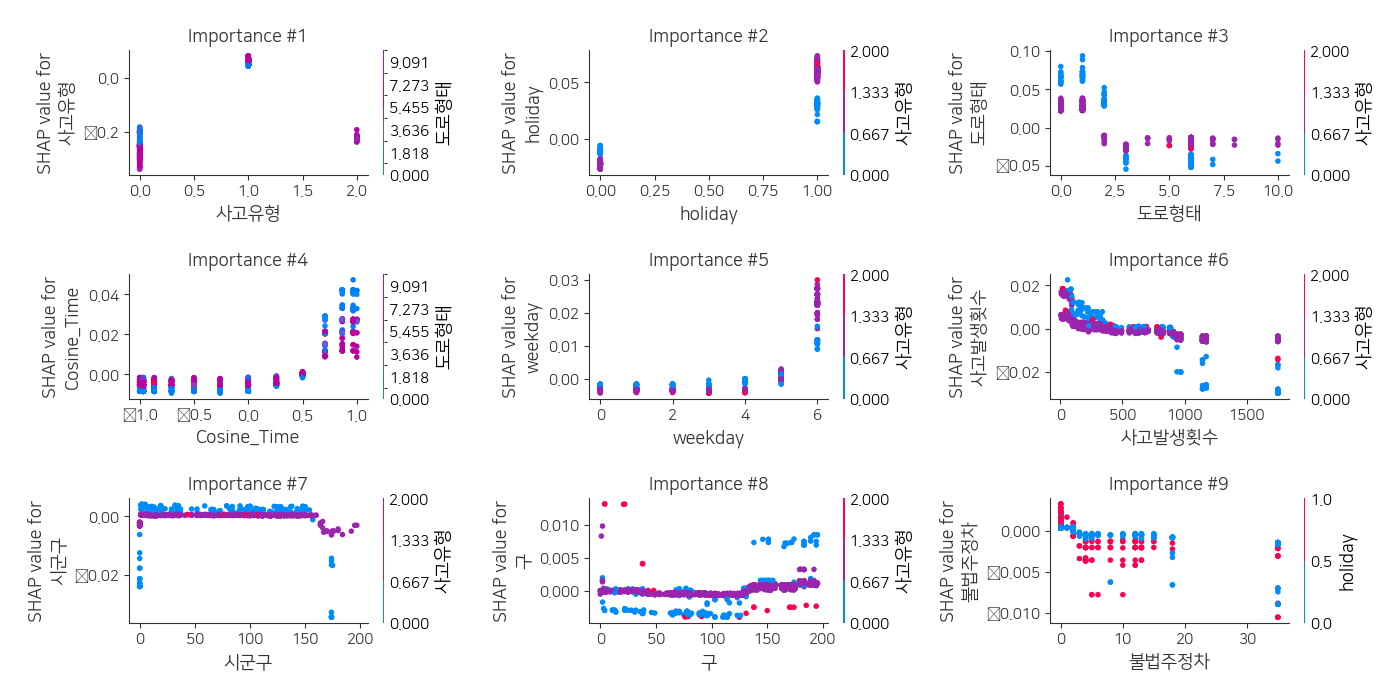 Importance #1
Importance #2
Importance #3
SHAP value for
사고유형
0.0
0.2
0.0
0.5
1.0
1.5
2.0
사고유형
9.091
7.273
5.455
3.636
1.818
0.000
도로형태
SHAP value for
holiday
0.05
0.00
0.00
0.25
0.50
0.75
1.00
holiday
2.000
1.333
0.667
0.000
사고유형
SHAP value for
도로형태
0.10
0.05
0.00
0.05
0.0
2.5
5.0
7.5
10.0
도로형태
2.000
1.333
0.667
0.000
사고유형
Importance #4
Importance #5
Importance #6
SHAP value for
Cosine_Time
0.04
0.02
0.00
1.0
0.5
0.0
0.5
1.0
Cosine_Time
9.091
7.273
5.455
3.636
1.818
0.000
도로형태
SHAP value for
weekday
0.03
0.02
0.01
0.00
0
2
4
6
weekday
2.000
1.333
0.667
0.000
사고유형
SHAP value for
사고발생횟수
0.02
0.00
0.02
0
500
1000
1500
사고발생횟수
2.000
1.333
0.667
0.000
사고유형
Importance #7
Importance #8
Importance #9
SHAP value for
시군구
0.00
0.02
0
50
100
150
200
시군구
2.000
1.333
0.667
0.000
사고유형
SHAP value for
구
0.010
0.005
0.000
0
50
100
150
200
구
2.000
1.333
0.667
0.000
사고유형
SHAP value for
불법주정차
0.000
0.005
0.010
0
10
20
30
불법주정차
1.0
0.5
0.0
holiday